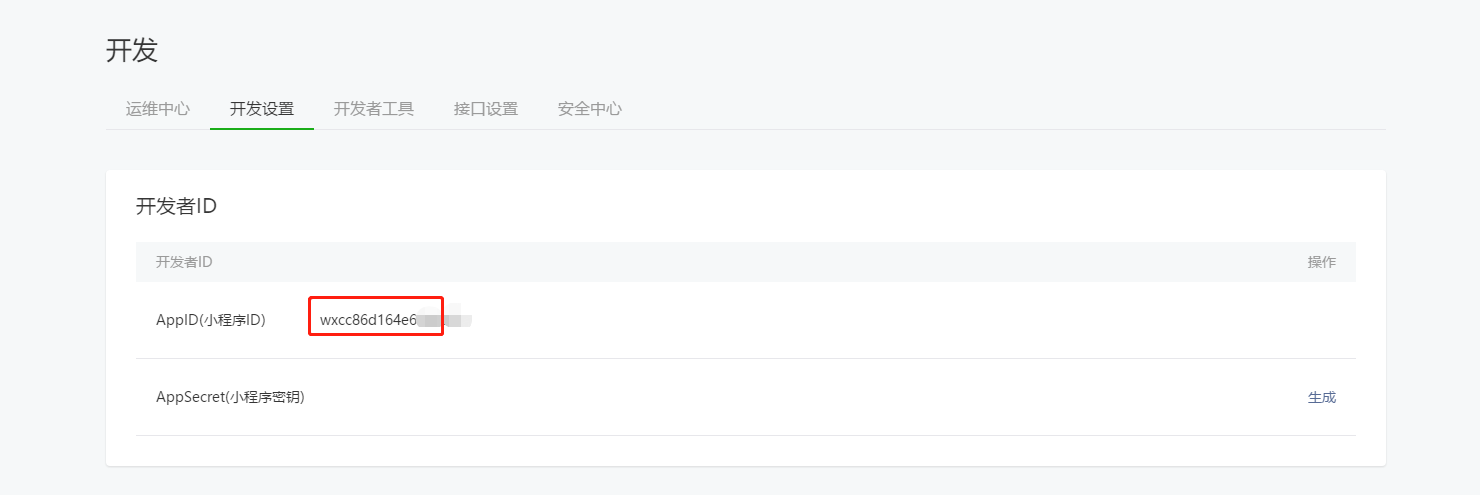 开发
运维中心 开发设置 开发者工具 接口设置 安全中心
开发者ID
开发者ID 操作
AppID(小程序ID) wxcc86d164e6
AppSecret(小程序密钥) 生成